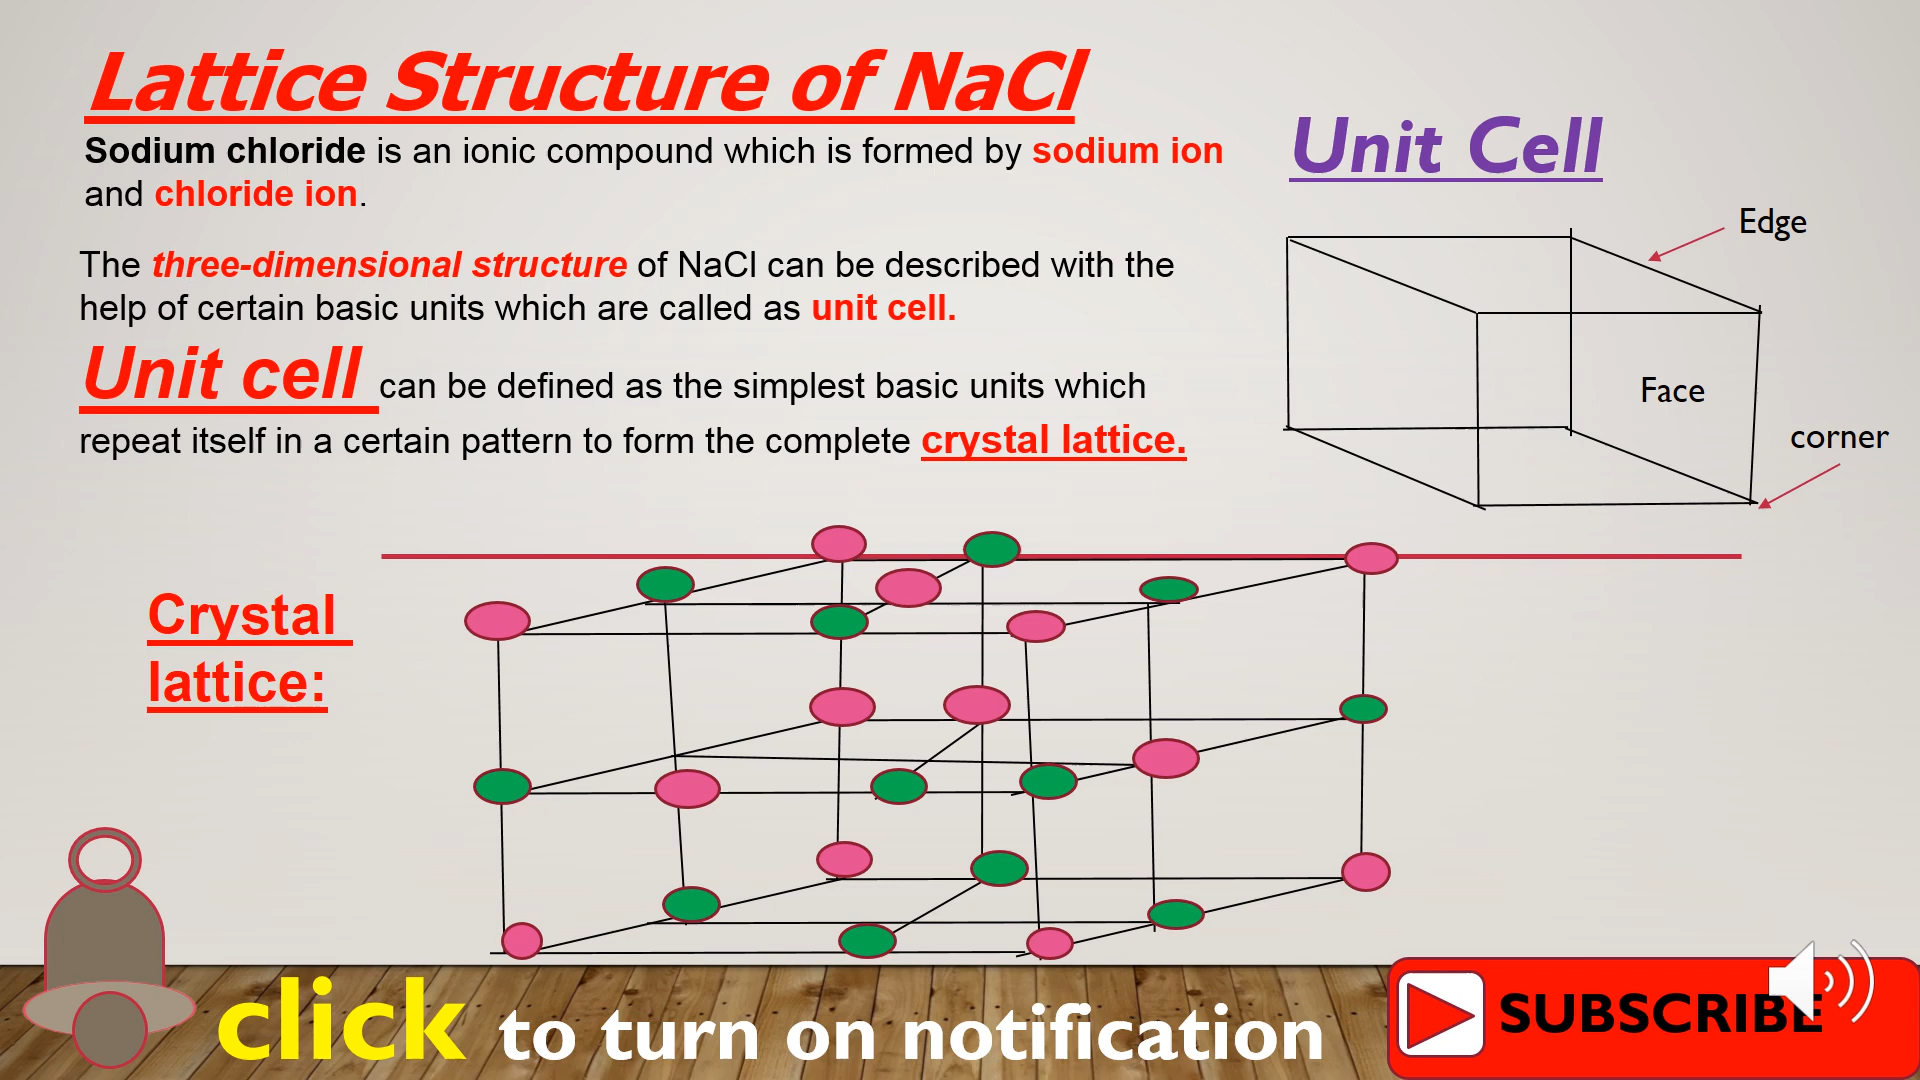 Lattice Structure of NaCl
Sodium chloride is an ionic compound which is formed by sodium ion
and chloride ion.
The three-dimensional structure of NaCl can be described with the
help of certain basic units which are called as unit cell.
Unit cell can be defined as the simplest basic units which
repeat itself in a certain pattern to form the complete crystal lattice.
Unit Cell
Edge
Face
corner
Crystal
lattice:
click to turn on notification
SUBSCRIBE